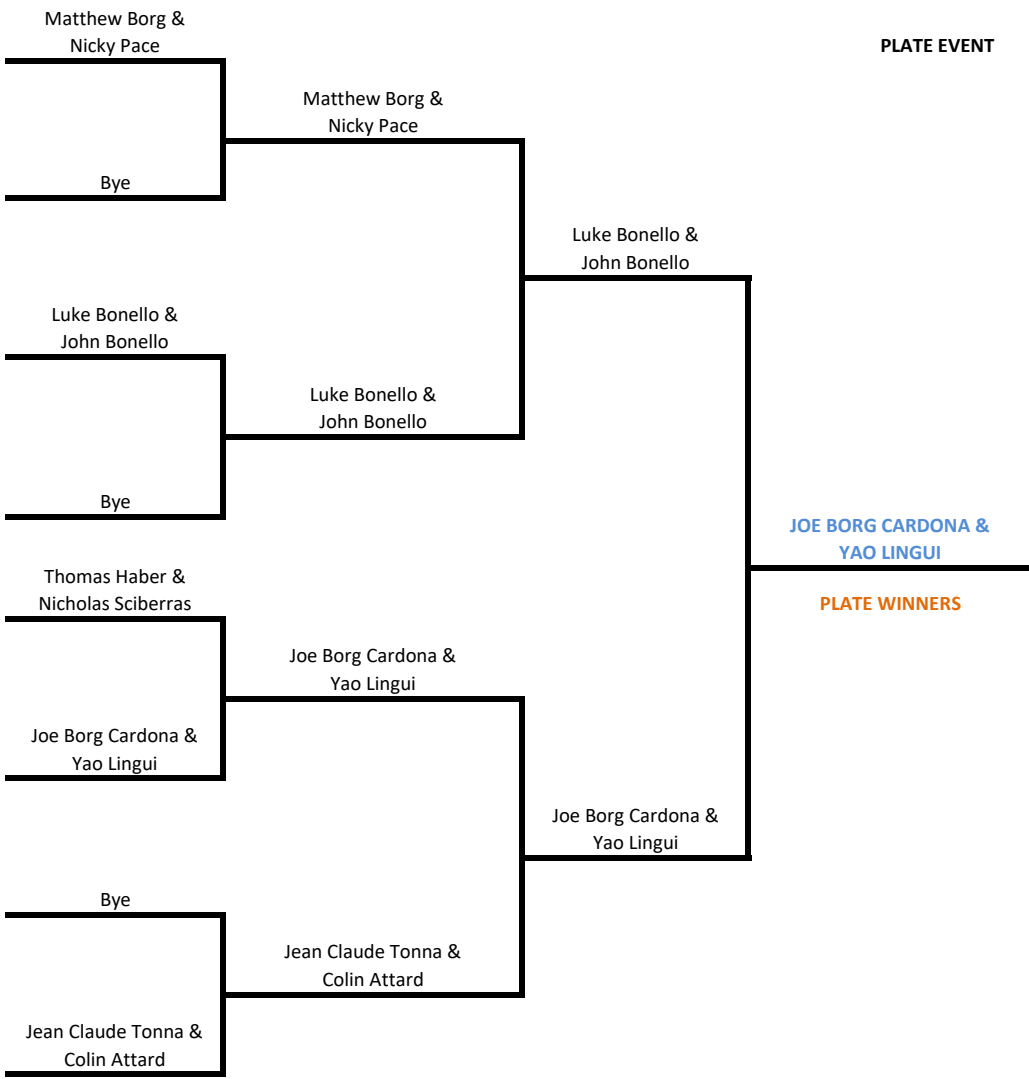 Matthew Borg &
Nicky Pace
PLATE EVENT
Matthew Borg &
Nicky Pace
Bye
Luke Bonello &
John Bonello
Luke Bonello &
John Bonello
Luke Bonello &
John Bonello
Bye
JOE BORG CARDONA &
YAO LINGUI
Thomas Haber &
Nicholas Sciberras
PLATE WINNERS
Joe Borg Cardona &
Yao Lingui
Joe Borg Cardona &
Yao Lingui
Joe Borg Cardona &
Yao Lingui
Bye
Jean Claude Tonna &
Colin Attard
Jean Claude Tonna &
Colin Attard